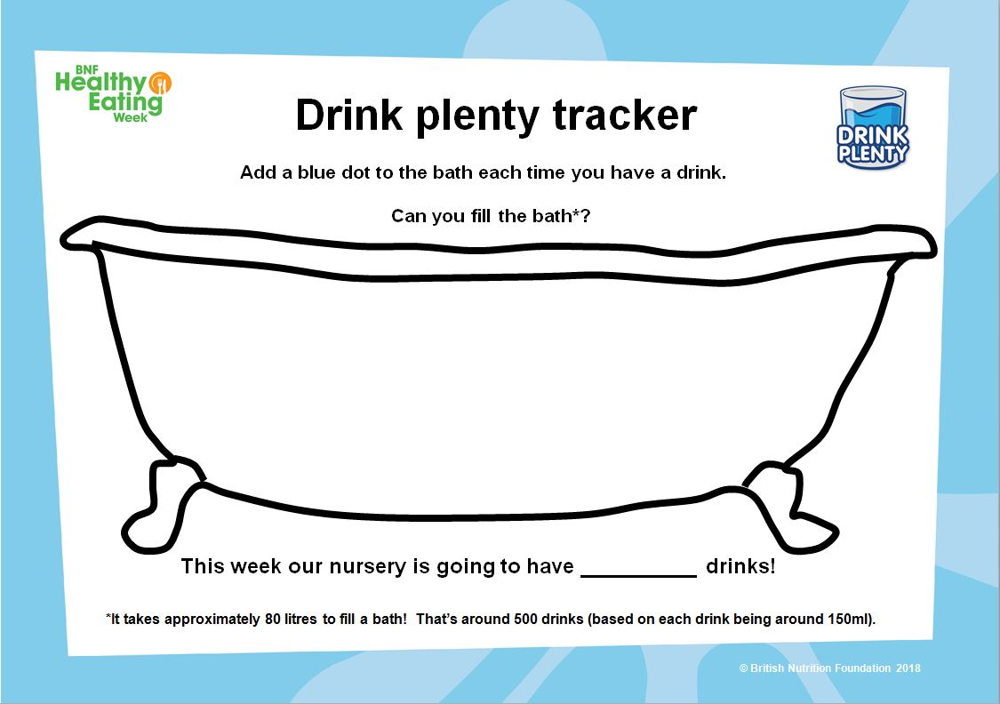 BNF
Healthy
Eating
Week
Drink plenty tracker
DRINK
PLENTY
Add a blue dot to the bath each time you have a drink.
Can you fill the bath*?
This week our nursery is going to have __________ drinks!
*It takes approximately 80 litres to fill a bath!  That's around 500 drinks (based on each drink being around 150ml).
© British Nutrition Foundation 2018